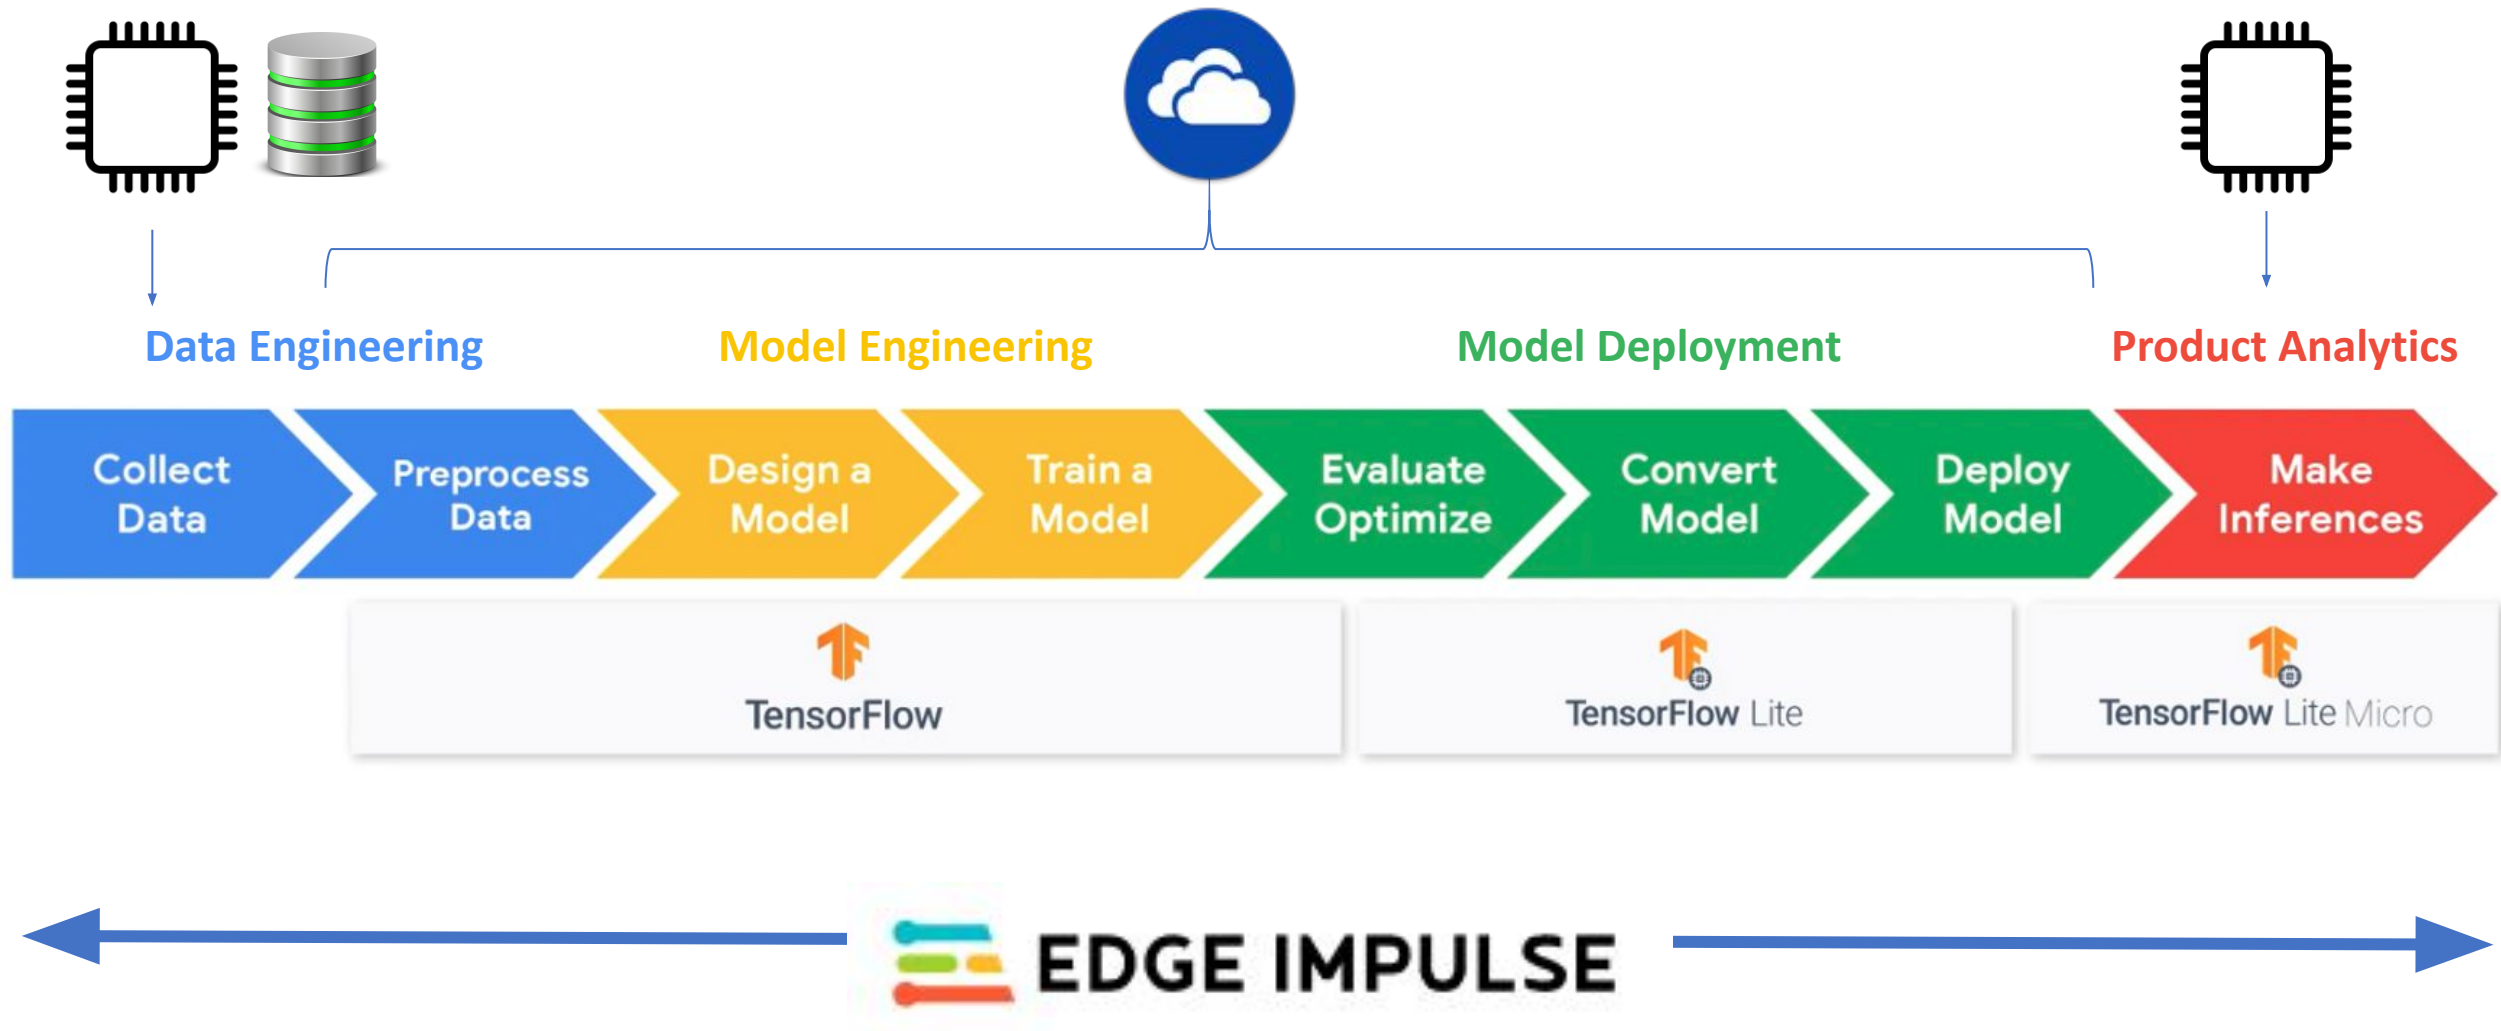 Data Engineering
Model Engineering
Model Deployment
Product Analytics
Collect
Data
Preprocess
Data
Design a
Model
Train a
Model
Evaluate
Optimize
Convert
Model
Deploy
Model
Make
Inferences
TensorFlow
TensorFlow Lite
TensorFlow Lite Micro
EDGE IMPULSE